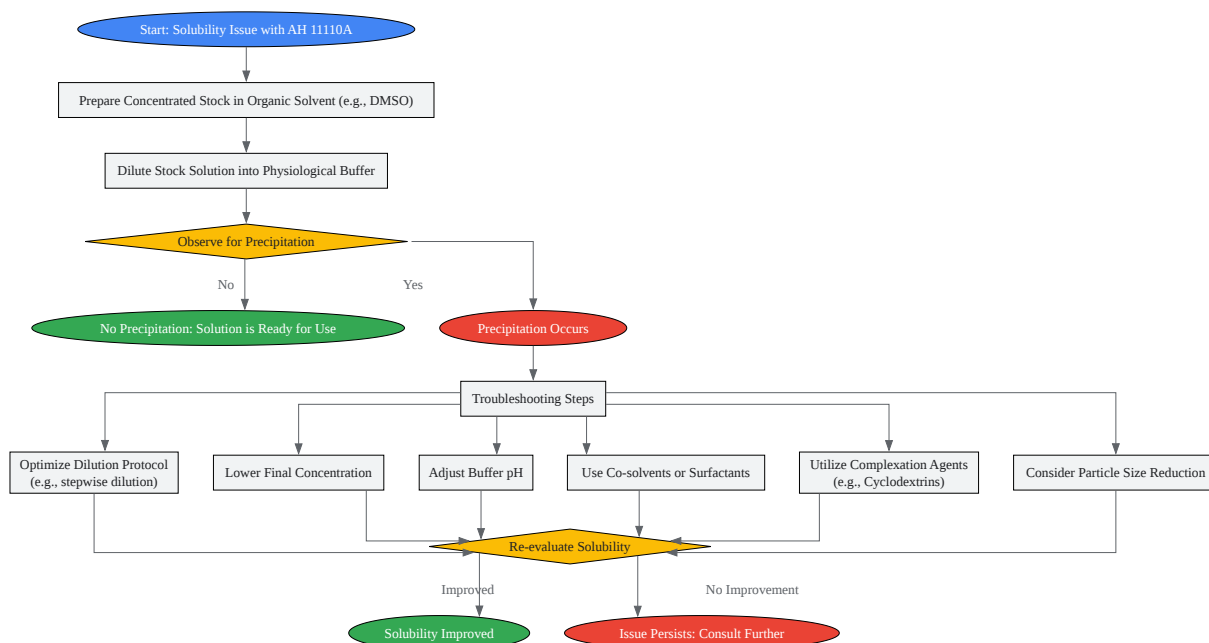 Start: Solubility Issue with AH 11110A
Prepare Concentrated Stock in Organic Solvent (e.g., DMSO)
Dilute Stock Solution into Physiological Buffer
Observe for Precipitation
No
Yes
No Precipitation: Solution is Ready for Use
Precipitation Occurs
Troubleshooting Steps
Optimize Dilution Protocol
(e.g., stepwise dilution)
Lower Final Concentration
Adjust Buffer pH
Use Co-solvents or Surfactants
Utilize Complexation Agents
(e.g., Cyclodextrins)
Consider Particle Size Reduction
Re-evaluate Solubility
Improved
No Improvement
Solubility Improved
Issue Persists: Consult Further